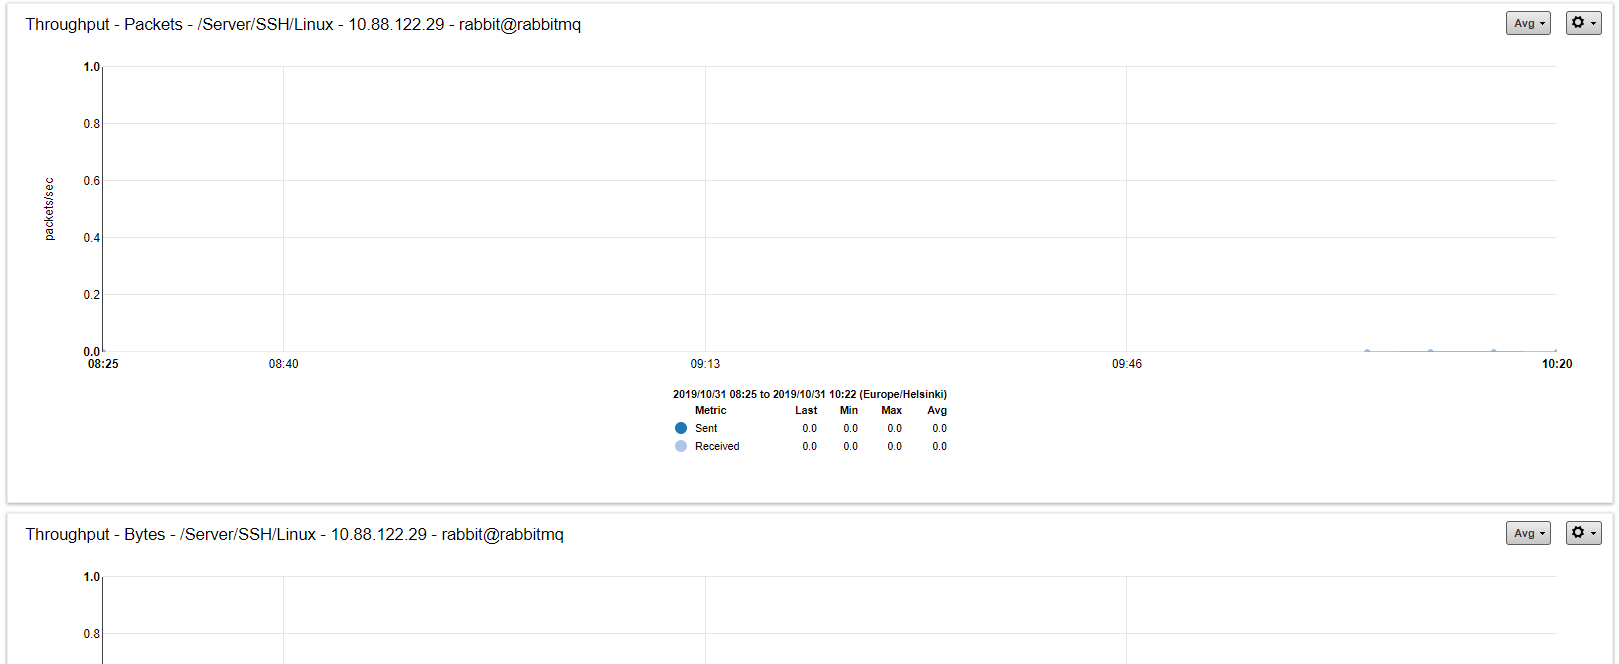 Throughput - Packets - /Server/SSH/Linux - 10.88.122.29 - rabbit@rabbitmq
Avg
1.0
0.8
0.6
0.4
0.2
0.0
packets/sec
08:25 08:40 09:13 09:46 10:20
2019/10/31 08:25 to 2019/10/31 10:22 (Europe/Helsinki)
Metric Last Min Max Avg
Sent 0.0 0.0 0.0 0.0
Received 0.0 0.0 0.0 0.0
Throughput - Bytes - /Server/SSH/Linux - 10.88.122.29 - rabbit@rabbitmq
Avg
1.0
0.8